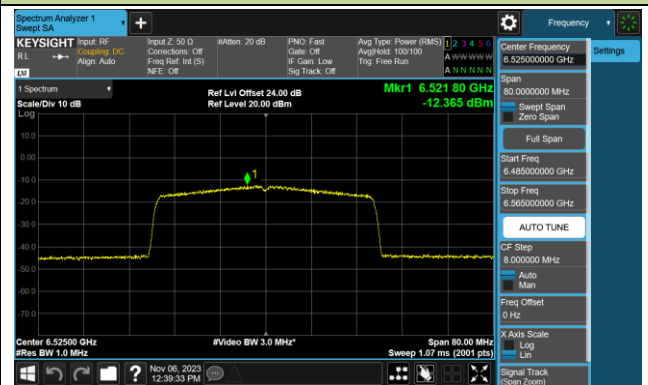 Spectrum Analyzer 1
Swept SA
Frequency
KEYSIGHT
RL
Input: RF
Coupling: DC
Align: Auto
Input Z: 50 Ω
Corrections: Off
Freq Ref: Int (S)
NFE: Off
#Atten: 20 dB
PNO: Fast
Gate: Off
IF Gain: Low
Sig Track: Off
Avg Type: Power (RMS)
Avg|Hold: 100/100
Trig: Free Run
1 2 3 4 5 6
A W W W W W
A N N N N N
LXI
1 Spectrum
Scale/Div 10 dB
Log
Ref Lvl Offset 24.00 dB
Ref Level 20.00 dBm
Mkr1 6.521 80 GHz
-12.365 dBm
10.0
0.00
-10.0
-20.0
-30.0
-40.0
-50.0
-60.0
-70.0
1
Center 6.52500 GHz
#Res BW 1.0 MHz
#Video BW 3.0 MHz*
Span 80.00 MHz
Sweep 1.07 ms (2001 pts)
Nov 06, 2023
12:39:33 PM
Center Frequency
6.525000000 GHz
Span
80.0000000 MHz
Swept Span
Zero Span
Full Span
Start Freq
6.485000000 GHz
Stop Freq
6.565000000 GHz
AUTO TUNE
CF Step
8.000000 MHz
Auto
Man
Freq Offset
0 Hz
X Axis Scale
Log
Lin
Signal Track
(Span Zoom)
Settings